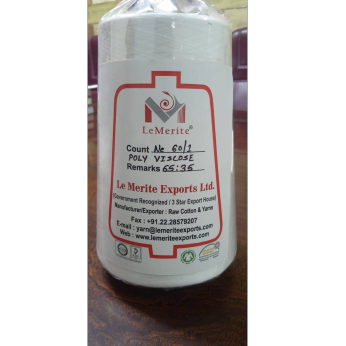 LeMerite®
Count Ne 60/1
POLY VISCOSE
Remarks 65:35
Le Merite Exports Ltd.
(Government Recognized / 3 Star Export House)
Manufacturer/Exporter : Raw Cotton & Yarns
Fax : +91.22.28579207
E-mail : yarn@lemeriteexports.com
Web : www.lemeriteexports.com